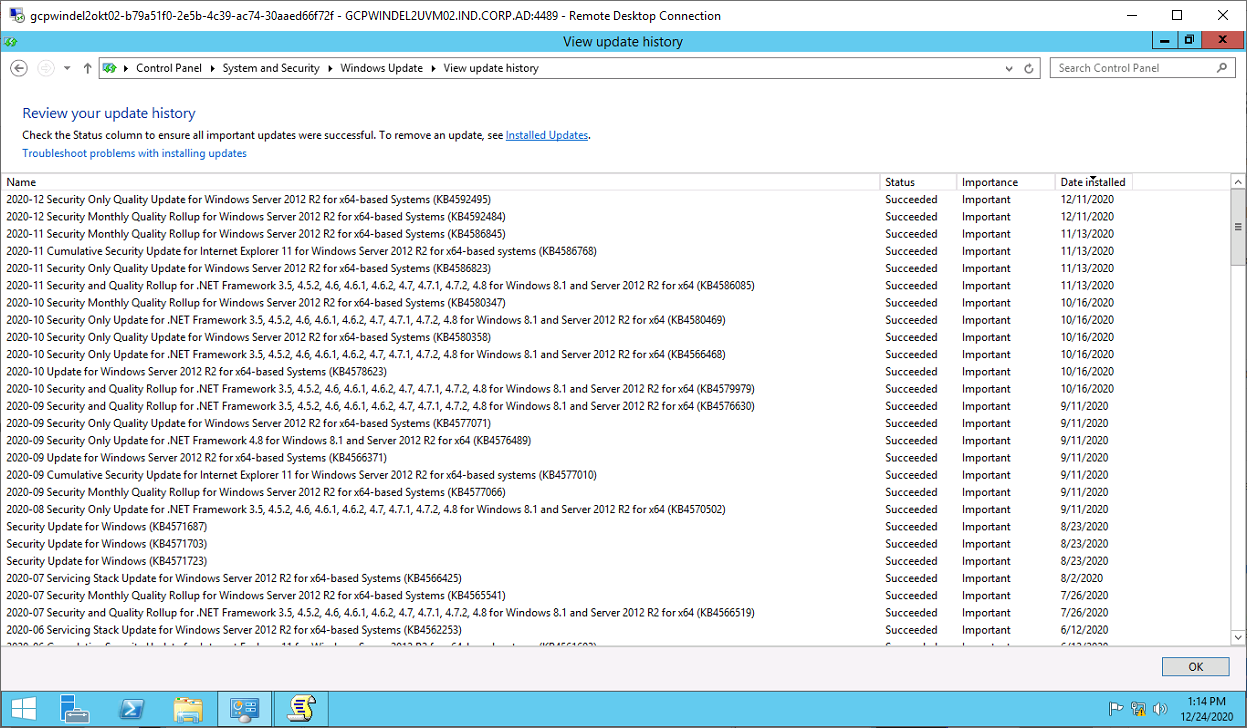 gcpwindel2okt02-b79a51f0-2e5b-4c39-ac74-30aaed66f72f - GCPWINDEL2UVM02.IND.CORP.AD:4489 - Remote Desktop Connection
View update history
Control Panel System and Security Windows Update View update history Search Control Panel
Review your update history
Check the Status column to ensure all important updates were successful. To remove an update, see Installed Updates.
Troubleshoot problems with installing updates
Name Status Importance Date installed
2020-12 Security Only Quality Update for Windows Server 2012 R2 for x64-based Systems (KB4592495) Succeeded Important 12/11/2020
2020-12 Security Monthly Quality Rollup for Windows Server 2012 R2 for x64-based Systems (KB4592484) Succeeded Important 12/11/2020
2020-11 Security Monthly Quality Rollup for Windows Server 2012 R2 for x64-based Systems (KB4586845) Succeeded Important 11/13/2020
2020-11 Cumulative Security Update for Internet Explorer 11 for Windows Server 2012 R2 for x64-based systems (KB4586768) Succeeded Important 11/13/2020
2020-11 Security Only Quality Update for Windows Server 2012 R2 for x64-based Systems (KB4586823) Succeeded Important 11/13/2020
2020-11 Security and Quality Rollup for .NET Framework 3.5, 4.5.2, 4.6, 4.6.1, 4.6.2, 4.7, 4.7.1, 4.7.2, 4.8 for Windows 8.1 and Server 2012 R2 for x64 (KB4586085) Succeeded Important 11/13/2020
2020-10 Security Monthly Quality Rollup for Windows Server 2012 R2 for x64-based Systems (KB4580347) Succeeded Important 10/16/2020
2020-10 Security Only Update for .NET Framework 3.5, 4.5.2, 4.6, 4.6.1, 4.6.2, 4.7, 4.7.1, 4.7.2, 4.8 for Windows 8.1 and Server 2012 R2 for x64 (KB4580469) Succeeded Important 10/16/2020
2020-10 Security Only Quality Update for Windows Server 2012 R2 for x64-based Systems (KB4580358) Succeeded Important 10/16/2020
2020-10 Security Only Update for .NET Framework 3.5, 4.5.2, 4.6, 4.6.1, 4.6.2, 4.7, 4.7.1, 4.7.2, 4.8 for Windows 8.1 and Server 2012 R2 for x64 (KB4566468) Succeeded Important 10/16/2020
2020-10 Update for Windows Server 2012 R2 for x64-based Systems (KB4578623) Succeeded Important 10/16/2020
2020-10 Security and Quality Rollup for .NET Framework 3.5, 4.5.2, 4.6, 4.6.1, 4.6.2, 4.7, 4.7.1, 4.7.2, 4.8 for Windows 8.1 and Server 2012 R2 for x64 (KB4579979) Succeeded Important 10/16/2020
2020-09 Security and Quality Rollup for .NET Framework 3.5, 4.5.2, 4.6, 4.6.1, 4.6.2, 4.7, 4.7.1, 4.7.2, 4.8 for Windows 8.1 and Server 2012 R2 for x64 (KB4576630) Succeeded Important 9/11/2020
2020-09 Security Only Quality Update for Windows Server 2012 R2 for x64-based Systems (KB4577071) Succeeded Important 9/11/2020
2020-09 Security Only Update for .NET Framework 4.8 for Windows 8.1 and Server 2012 R2 for x64 (KB4576489) Succeeded Important 9/11/2020
2020-09 Update for Windows Server 2012 R2 for x64-based Systems (KB4566371) Succeeded Important 9/11/2020
2020-09 Cumulative Security Update for Internet Explorer 11 for Windows Server 2012 R2 for x64-based systems (KB4577010) Succeeded Important 9/11/2020
2020-09 Security Monthly Quality Rollup for Windows Server 2012 R2 for x64-based Systems (KB4577066) Succeeded Important 9/11/2020
2020-08 Security Only Update for .NET Framework 3.5, 4.5.2, 4.6, 4.6.1, 4.6.2, 4.7, 4.7.1, 4.7.2, 4.8 for Windows 8.1 and Server 2012 R2 for x64 (KB4570502) Succeeded Important 9/11/2020
Security Update for Windows (KB4571687) Succeeded Important 8/23/2020
Security Update for Windows (KB4571703) Succeeded Important 8/23/2020
Security Update for Windows (KB4571723) Succeeded Important 8/23/2020
2020-07 Servicing Stack Update for Windows Server 2012 R2 for x64-based Systems (KB4566425) Succeeded Important 8/2/2020
2020-07 Security Monthly Quality Rollup for Windows Server 2012 R2 for x64-based Systems (KB4565541) Succeeded Important 7/26/2020
2020-07 Security and Quality Rollup for .NET Framework 3.5, 4.5.2, 4.6, 4.6.1, 4.6.2, 4.7, 4.7.1, 4.7.2, 4.8 for Windows 8.1 and Server 2012 R2 for x64 (KB4566519) Succeeded Important 7/26/2020
2020-06 Servicing Stack Update for Windows Server 2012 R2 for x64-based Systems (KB4562253) Succeeded Important 6/12/2020
OK
1:14 PM
12/24/2020